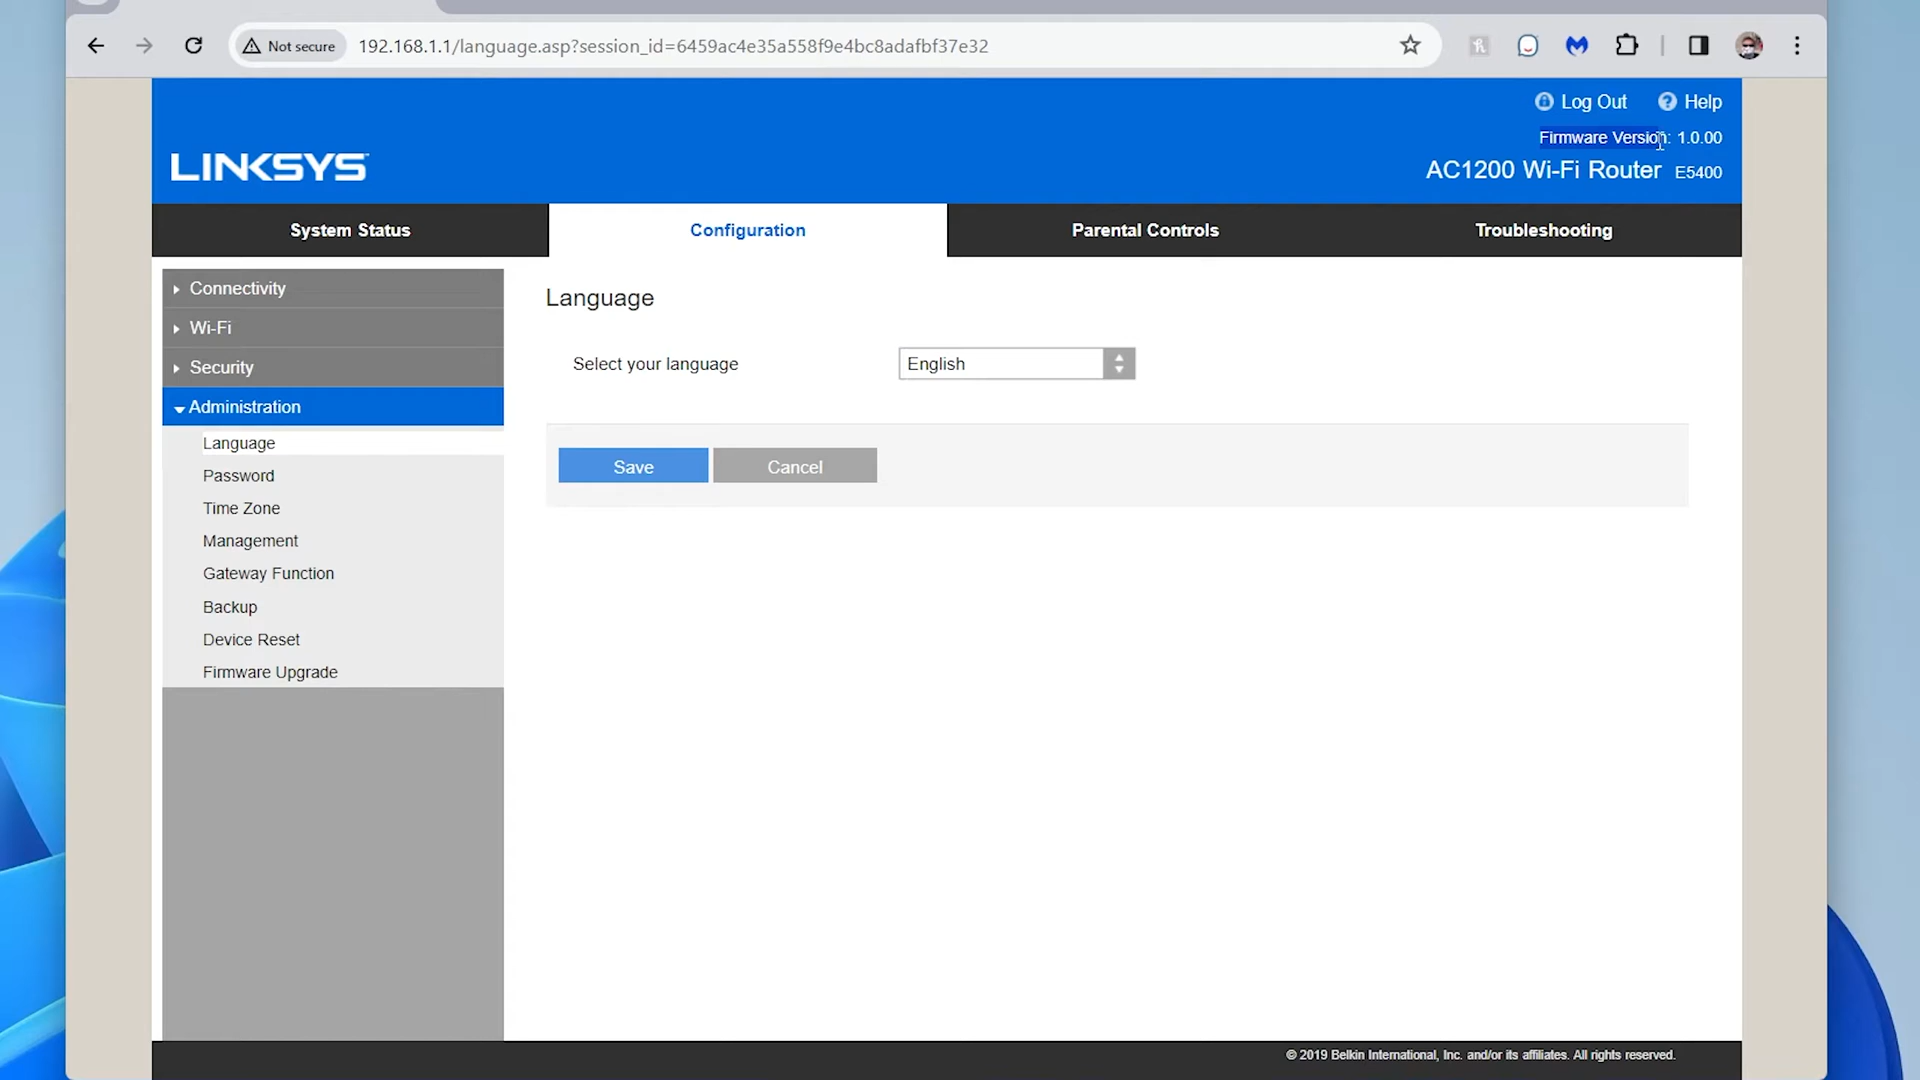 Not secure
192.168.1.1/language.asp?session_id=6459ac4e35a558f9e4bc8adafbf37e32
Log Out
Help
Firmware Version: 1.0.00
LINKSYS
AC1200 Wi-Fi Router E5400
System Status
Configuration
Parental Controls
Troubleshooting
Connectivity
Wi-Fi
Security
Administration
Language
Password
Time Zone
Management
Gateway Function
Backup
Device Reset
Firmware Upgrade
Language
Select your language
English
Save
Cancel
© 2019 Belkin International, Inc. and/or its affiliates. All rights reserved.